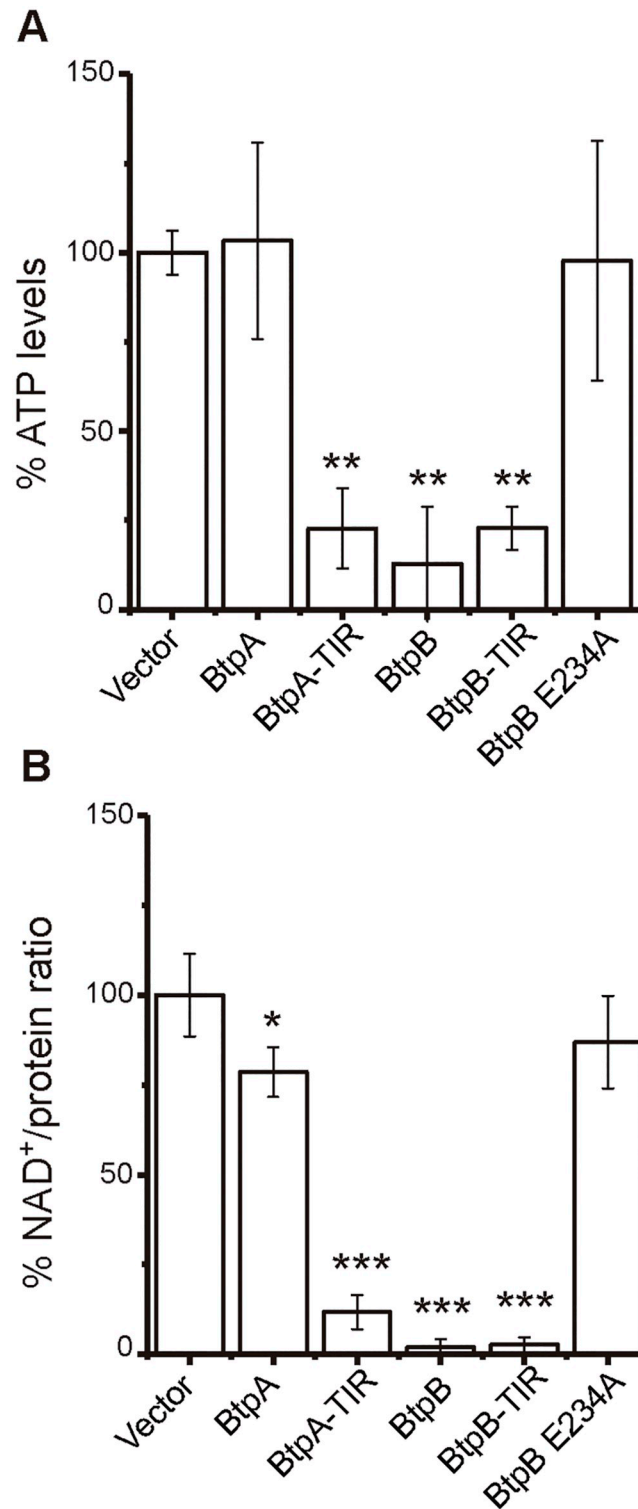 A
% ATP levels
150
100
50
0
**
**
**
Vector
BtpA
BtpA-TIR
BtpB
BtpB-TIR
BtpB E234A
B
% NAD⁺/protein ratio
150
100
50
0
*
***
***
***
Vector
BtpA
BtpA-TIR
BtpB
BtpB-TIR
BtpB E234A